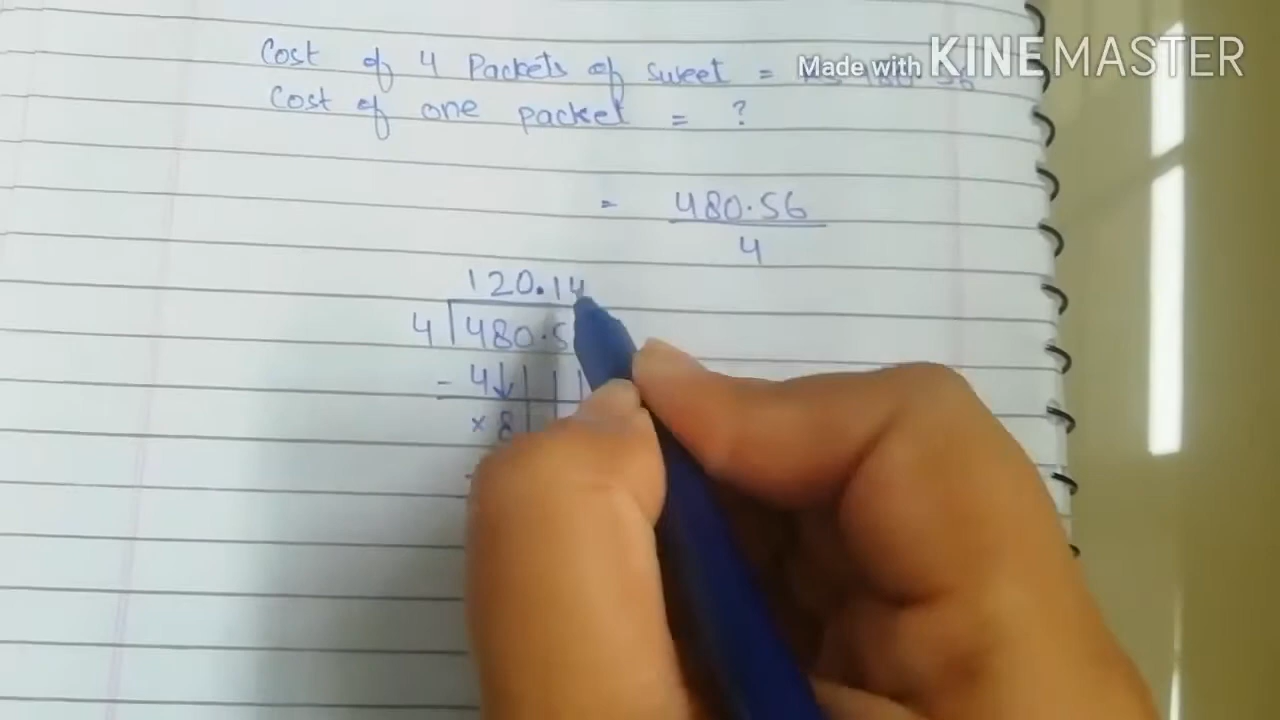 Cost of 4 Packets of sweet =
Made with KINEMASTER
Cost of one packet = ?
= 480.56
4
120.14
4 480.5
- 4
× 8